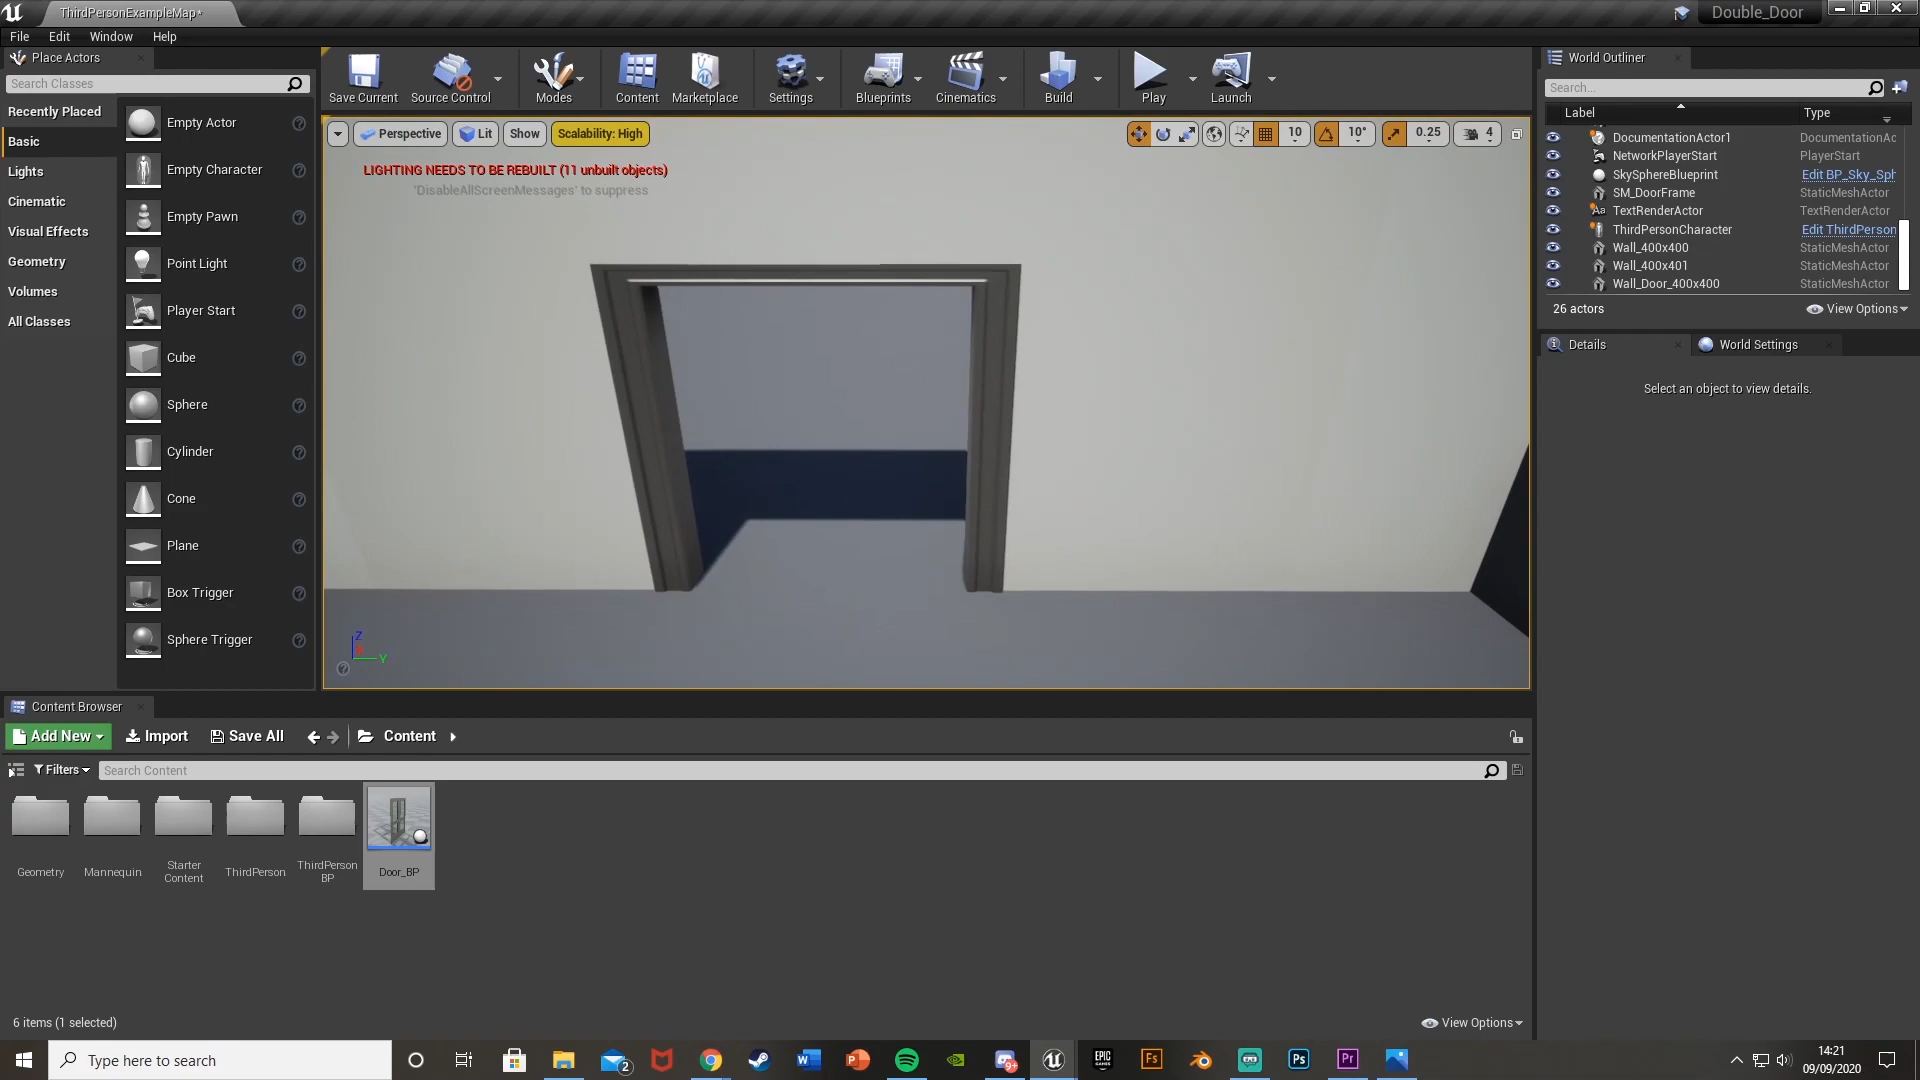 ThirdPersonExampleMap*
Double_Door
File Edit Window Help
Place Actors
Search Classes
Recently Placed
Basic
Lights
Cinematic
Visual Effects
Geometry
Volumes
All Classes
Empty Actor
Empty Character
Empty Pawn
Point Light
Player Start
Cube
Sphere
Cylinder
Cone
Plane
Box Trigger
Sphere Trigger
Save Current
Source Control
Modes
Content
Marketplace
Settings
Blueprints
Cinematics
Build
Play
Launch
Perspective
Lit
Show
Scalability: High
10
10°
0.25
4
LIGHTING NEEDS TO BE REBUILT (11 unbuilt objects)
'DisableAllScreenMessages' to suppress
Z
Y
World Outliner
Search...
Label Type
DocumentationActor1 DocumentationAc
NetworkPlayerStart PlayerStart
SkySphereBlueprint Edit BP_Sky_Sph
SM_DoorFrame StaticMeshActor
TextRenderActor TextRenderActor
ThirdPersonCharacter Edit ThirdPerson
Wall_400x400 StaticMeshActor
Wall_400x401 StaticMeshActor
Wall_Door_400x400 StaticMeshActor
26 actors
View Options
Details
World Settings
Select an object to view details.
Content Browser
Add New
Import
Save All
Content
Filters
Search Content
Geometry
Mannequin
Starter
Content
ThirdPerson
ThirdPerson
BP
Door_BP
6 items (1 selected)
View Options
Type here to search
2
9+
EPIC
GAMES
Fs
Ps
Pr
14:21
09/09/2020